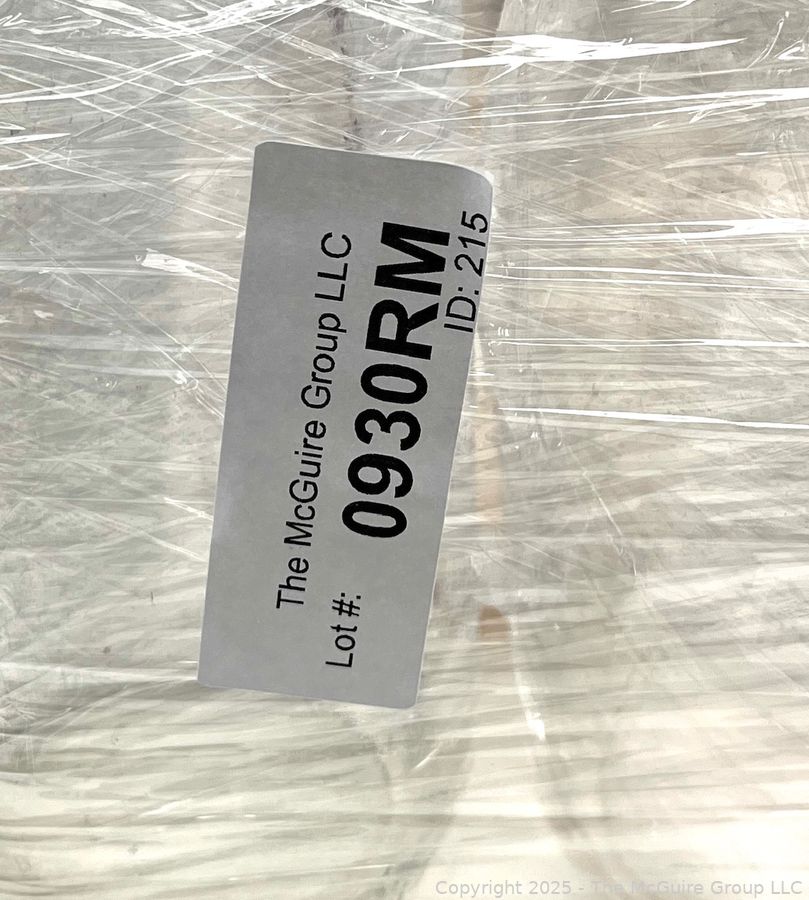 The McGuire Group LLC
Lot #: 0930RM
ID: 215
Copyright 2025 - The McGuire Group LLC